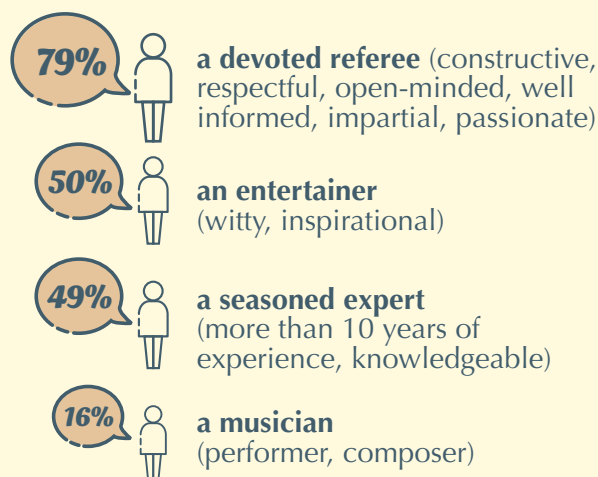 79%
a devoted referee (constructive,
respectful, open-minded, well
informed, impartial, passionate)
50%
an entertainer
(witty, inspirational)
49%
a seasoned expert
(more than 10 years of
experience, knowledgeable)
16%
a musician
(performer, composer)